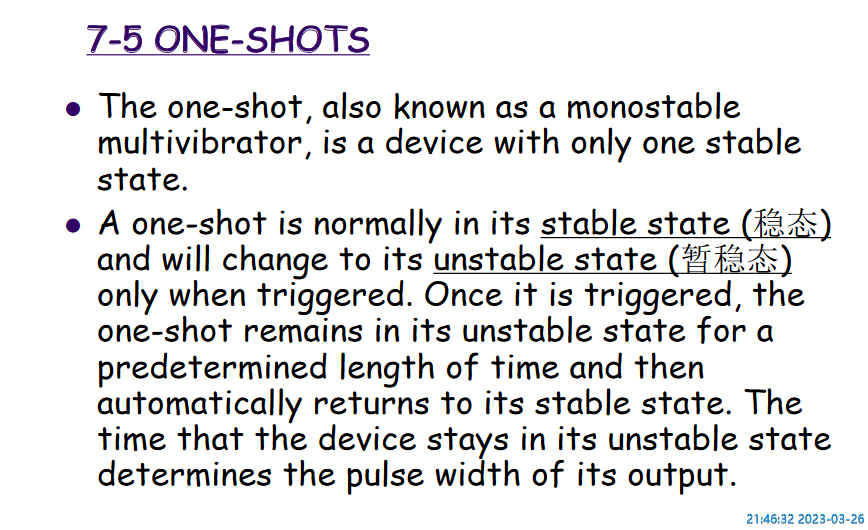 7-5 ONE-SHOTS
● The one-shot, also known as a monostable
multivibrator, is a device with only one stable
state.
● A one-shot is normally in its stable state (稳态)
and will change to its unstable state (暂稳态)
only when triggered. Once it is triggered, the
one-shot remains in its unstable state for a
predetermined length of time and then
automatically returns to its stable state. The
time that the device stays in its unstable state
determines the pulse width of its output.
21:46:32 2023-03-26